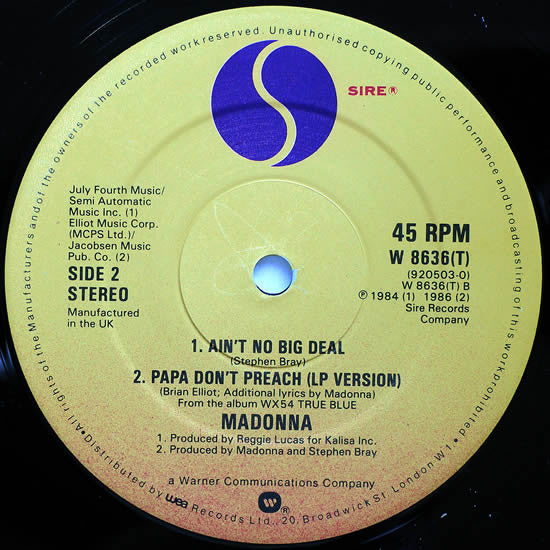 • All rights of the Manufacturers and of the owners of the recorded work reserved. Unauthorised copying public performance and broadcasting of this work prohibited. •
SIRE®
July Fourth Music/
Semi Automatic
Music Inc. (1)
Elliot Music Corp.
(MCPS Ltd.)/
Jacobsen Music
Pub. Co. (2)
SIDE 2
STEREO
Manufactured
in the UK
45 RPM
W 8636(T)
(920503-0)
W 8636(T) B
℗ 1984 (1) 1986 (2)
Sire Records
Company
1. AIN'T NO BIG DEAL
(Stephen Bray)
2. PAPA DON'T PREACH (LP VERSION)
(Brian Elliot; Additional lyrics by Madonna)
From the album WX54 TRUE BLUE
MADONNA
1. Produced by Reggie Lucas for Kalisa Inc.
2. Produced by Madonna and Stephen Bray
a Warner Communications Company
Distributed by wea Records Ltd., 20, Broadwick St. London W1.